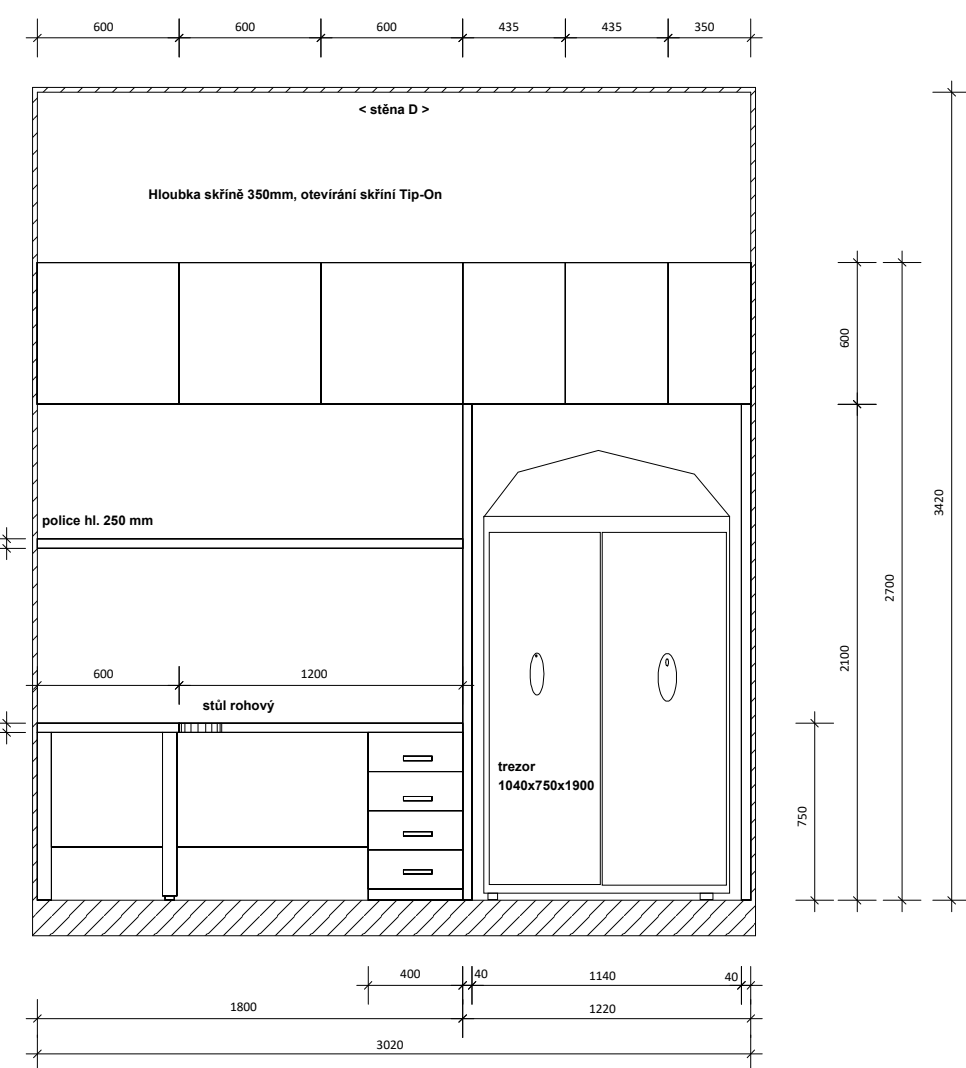 600 600 600 435 435 350
< stěna D >
Hloubka skříně 350mm, otevírání skříní Tip-On
600
3420
police hl. 250 mm
2700
2100
600 1200
stůl rohový
trezor
1040x750x1900
750
400 40 1140 40
1800 1220
3020